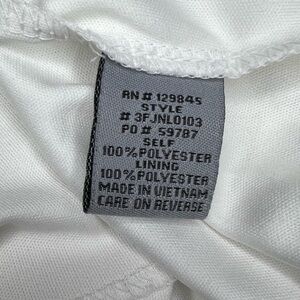 RN # 129845
STYLE
# 3FJNL0103
PO # 59787
SELF
100% POLYESTER
LINING
100% POLYESTER
MADE IN VIETNAM
CARE ON REVERSE